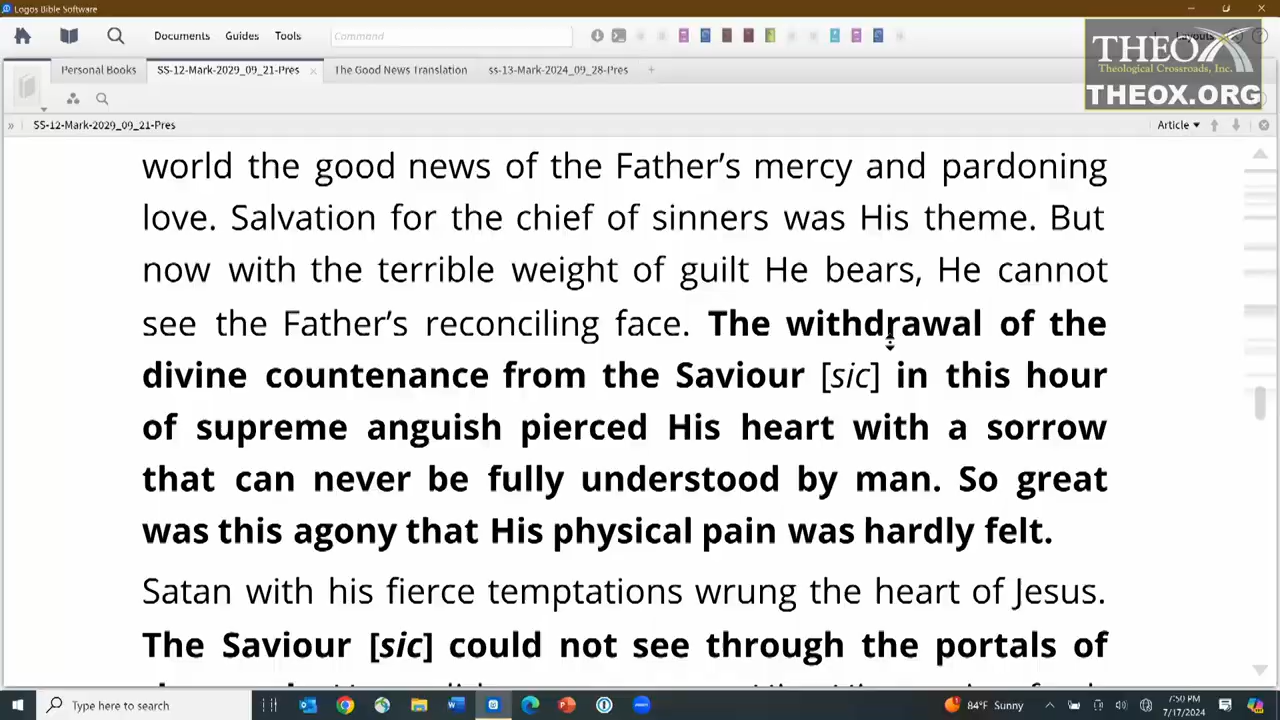 Logos Bible Software
Documents Guides Tools Command Layouts
THEOX
Theological Crossroads, Inc.
THEOX.ORG
Personal Books SS-12-Mark-2029_09_21-Pres The Good News ss-13-Mark-2024_09_28-Pres
SS-12-Mark-2029_09_21-Pres Article
world the good news of the Father’s mercy and pardoning
love. Salvation for the chief of sinners was His theme. But
now with the terrible weight of guilt He bears, He cannot
see the Father’s reconciling face. The withdrawal of the
divine countenance from the Saviour [sic] in this hour
of supreme anguish pierced His heart with a sorrow
that can never be fully understood by man. So great
was this agony that His physical pain was hardly felt.
Satan with his fierce temptations wrung the heart of Jesus.
The Saviour [sic] could not see through the portals of
Type here to search
84°F Sunny
7:50 PM
7/17/2024